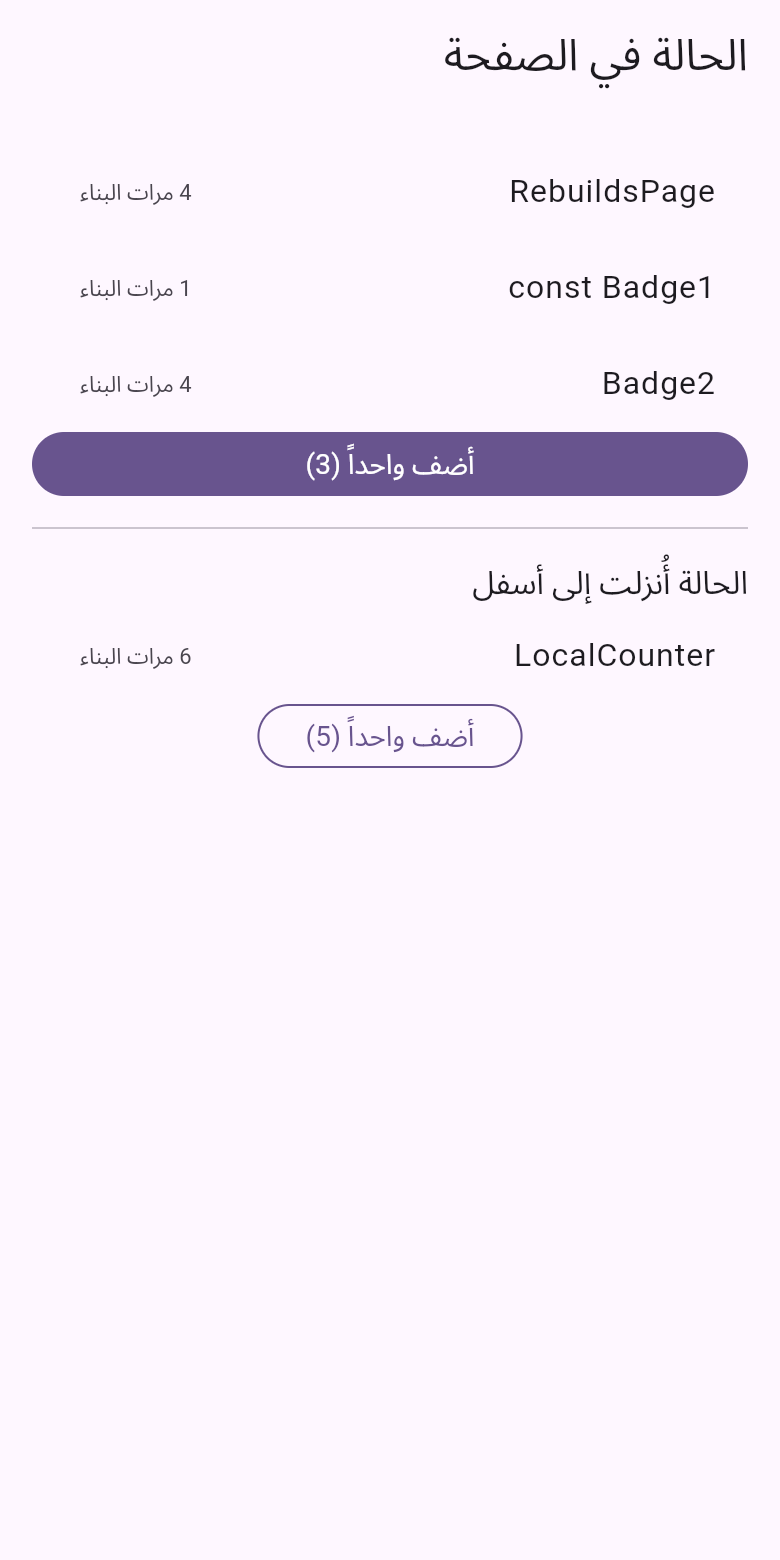 الحالة في الصفحة
RebuildsPage
4 مرات البناء
const Badge1
1 مرات البناء
Badge2
4 مرات البناء
أضف واحداً (3)
الحالة أُنزلت إلى أسفل
LocalCounter
6 مرات البناء
أضف واحداً (5)